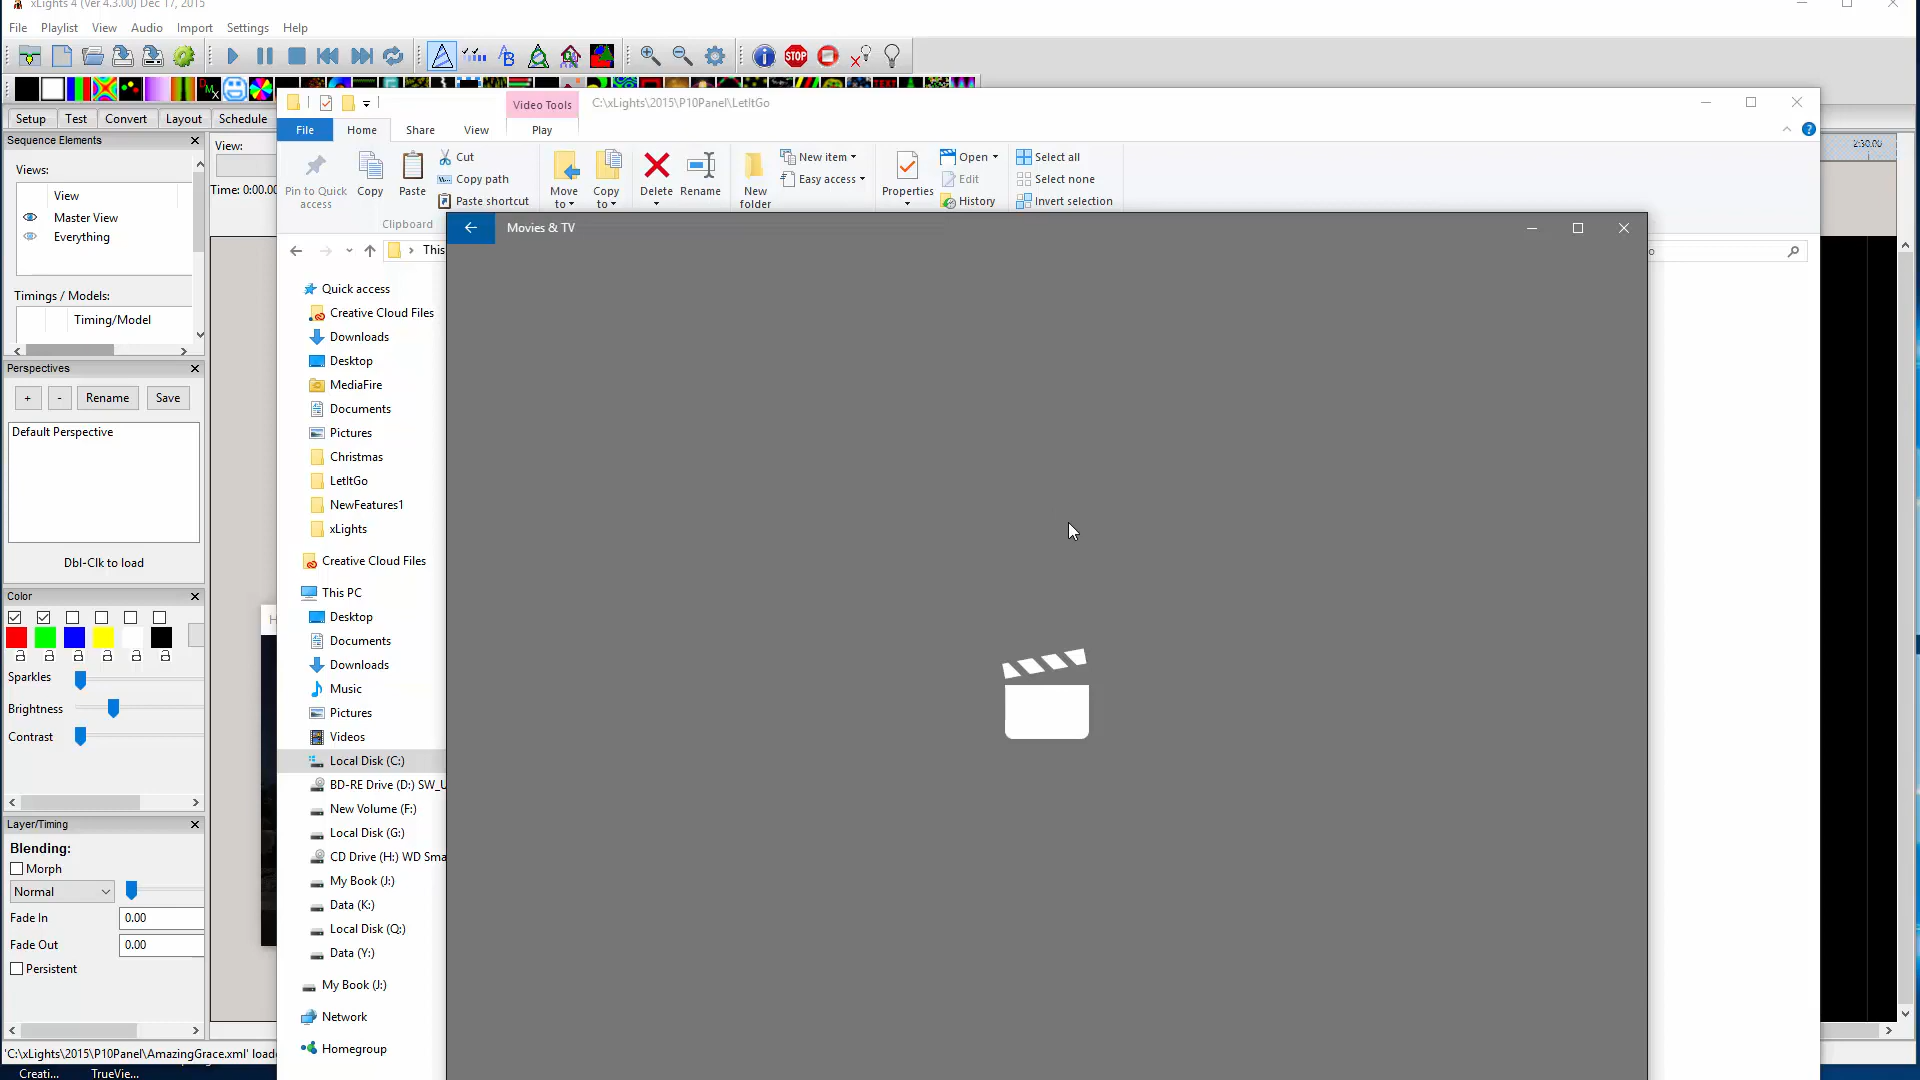 xLights 4 (Ver 4.3.00) Dec 17, 2015
File Playlist View Audio Import Settings Help
Setup Test Convert Layout Schedule
Sequence Elements
Views:
View
Master View
Everything
Timings / Models:
Timing/Model
Perspectives
+ - Rename Save
Default Perspective
Dbl-Clk to load
Color
Sparkles
Brightness
Contrast
Layer/Timing
Blending:
Morph
Normal
Fade In 0.00
Fade Out 0.00
Persistent
'C:\xLights\2015\P10Panel\AmazingGrace.xml' loade
Creati... TrueVie...
View:
Time: 0:00.00
2:30.00
Video Tools C:\xLights\2015\P10Panel\LetItGo
File Home Share View Play
Pin to Quick access
Copy
Paste
Cut
Copy path
Paste shortcut
Clipboard
Move to
Copy to
Delete
Rename
New folder
New item
Easy access
Properties
Open
Edit
History
Select all
Select none
Invert selection
This
Quick access
Creative Cloud Files
Downloads
Desktop
MediaFire
Documents
Pictures
Christmas
LetItGo
NewFeatures1
xLights
Creative Cloud Files
This PC
Desktop
Documents
Downloads
Music
Pictures
Videos
Local Disk (C:)
BD-RE Drive (D:) SW_U
New Volume (F:)
Local Disk (G:)
CD Drive (H:) WD Sma
My Book (J:)
Data (K:)
Local Disk (Q:)
Data (Y:)
My Book (J:)
Network
Homegroup
Movies & TV